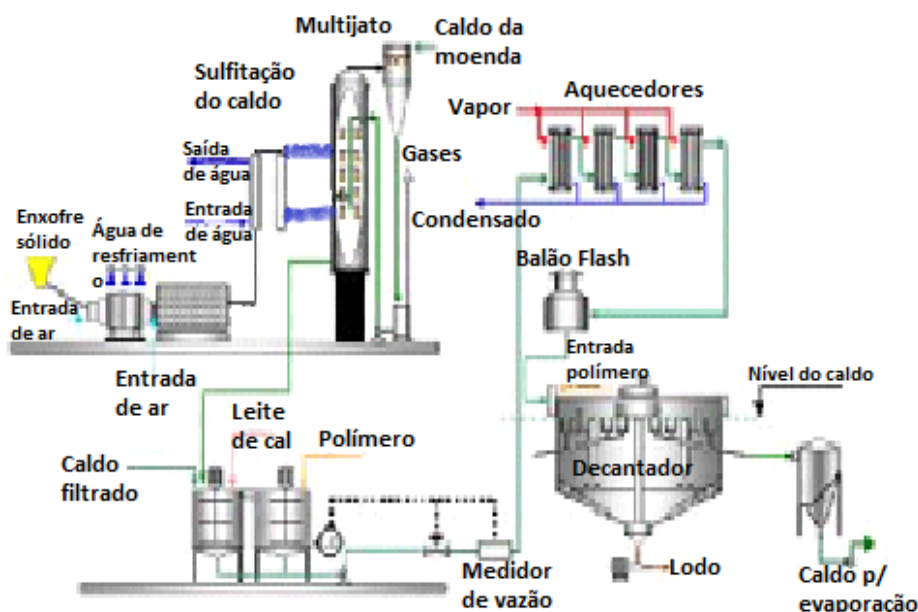 Multijato
Caldo da
moenda
Sulfitação
do caldo
Aquecedores
Vapor
Saída
de água
Gases
Entrada
de água
Condensado
Enxofre
sólido
Água de
resfriament
o
Balão Flash
Entrada
de ar
Entrada
polímero
Nível do caldo
Entrada
de ar
Leite
de cal
Polímero
Caldo
filtrado
Decantador
Medidor
de vazão
Lodo
Caldo p/
evaporação